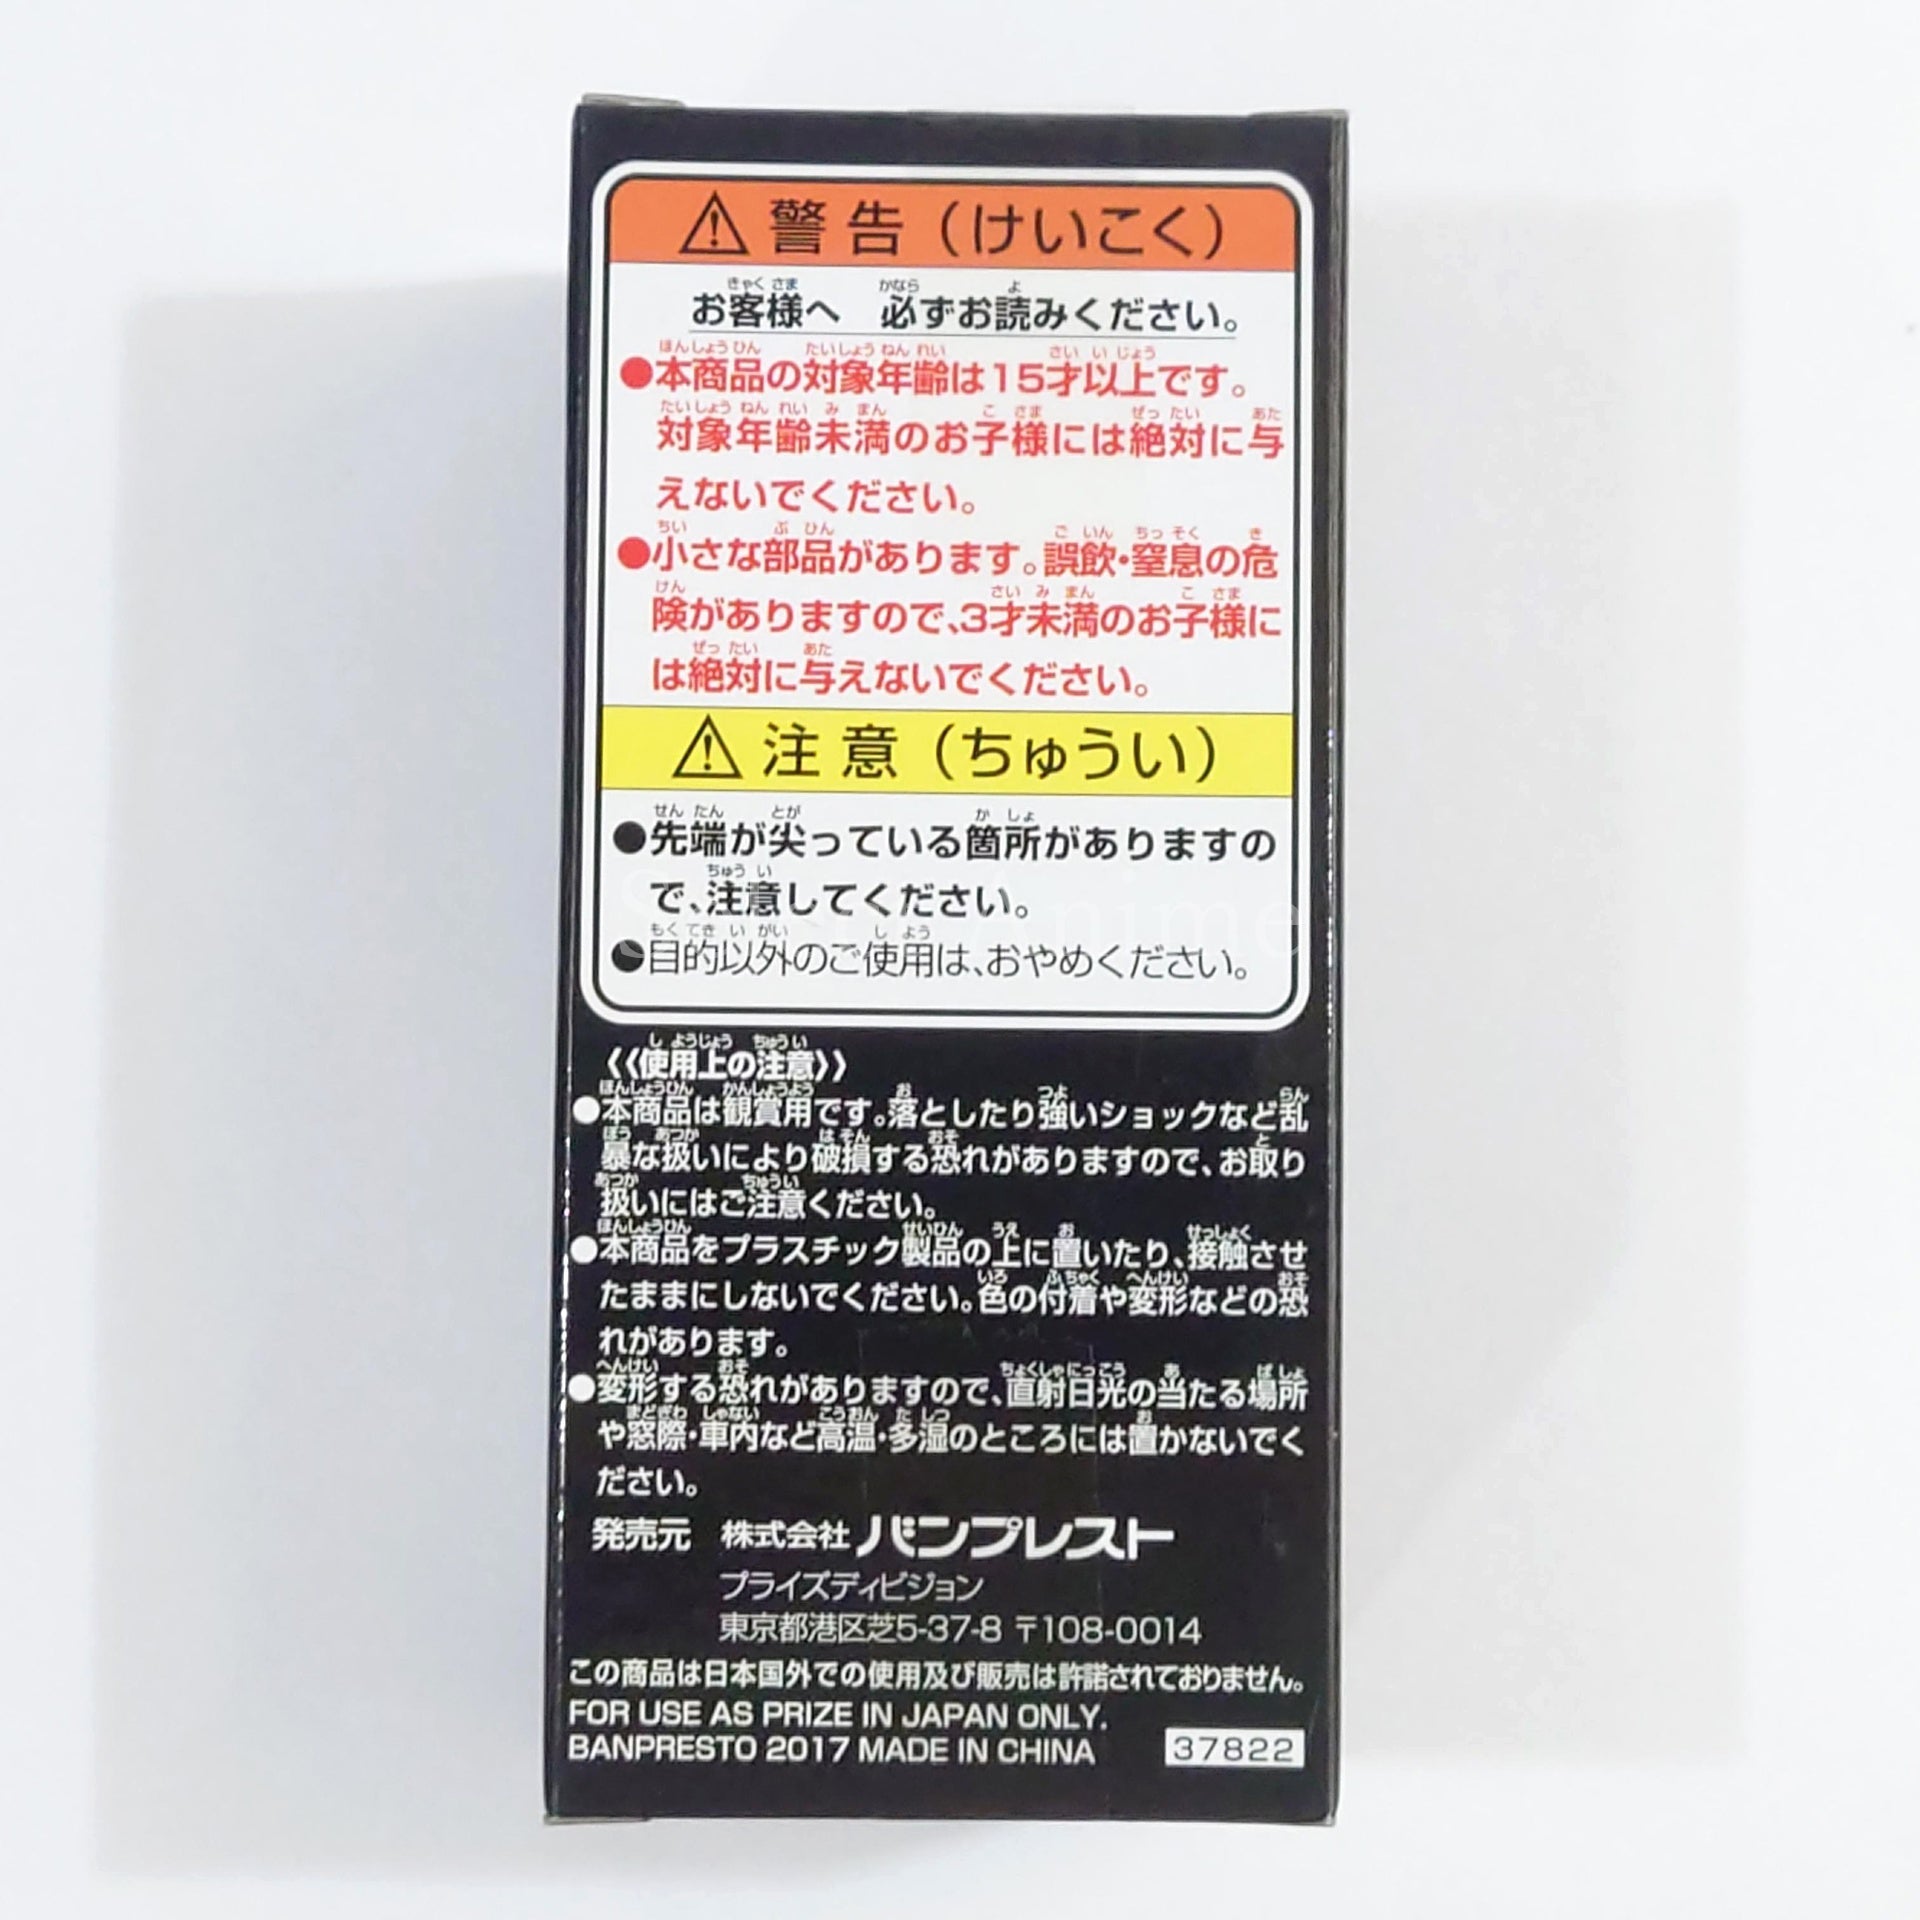 ⚠警告（けいこく）
お客様へ 必ずお読みください。
●本商品の対象年齢は15才以上です。
対象年齢未満のお子様には絶対に与
えないでください。
●小さな部品があります。誤飲・窒息の危
険がありますので、3才未満のお子様に
は絶対に与えないでください。
⚠注意（ちゅうい）
●先端が尖っている箇所がありますの
で、注意してください。
●目的以外のご使用は、おやめください。
《使用上の注意》
●本商品は観賞用です。落としたり強いショックなど乱
暴な扱いにより破損する恐れがありますので、お取り
扱いにはご注意ください。
●本商品をプラスチック製品の上に置いたり、接触させ
たままにしないでください。色の付着や変形などの恐
れがあります。
●変形する恐れがありますので、直射日光の当たる場所
や窓際・車内など高温・多湿のところには置かないでく
ださい。
発売元 株式会社バンプレスト
プライズディビジョン
東京都港区芝5-37-8 〒108-0014
この商品は日本国外での使用及び販売は許諾されておりません。
FOR USE AS PRIZE IN JAPAN ONLY.
BANPRESTO 2017 MADE IN CHINA 37822